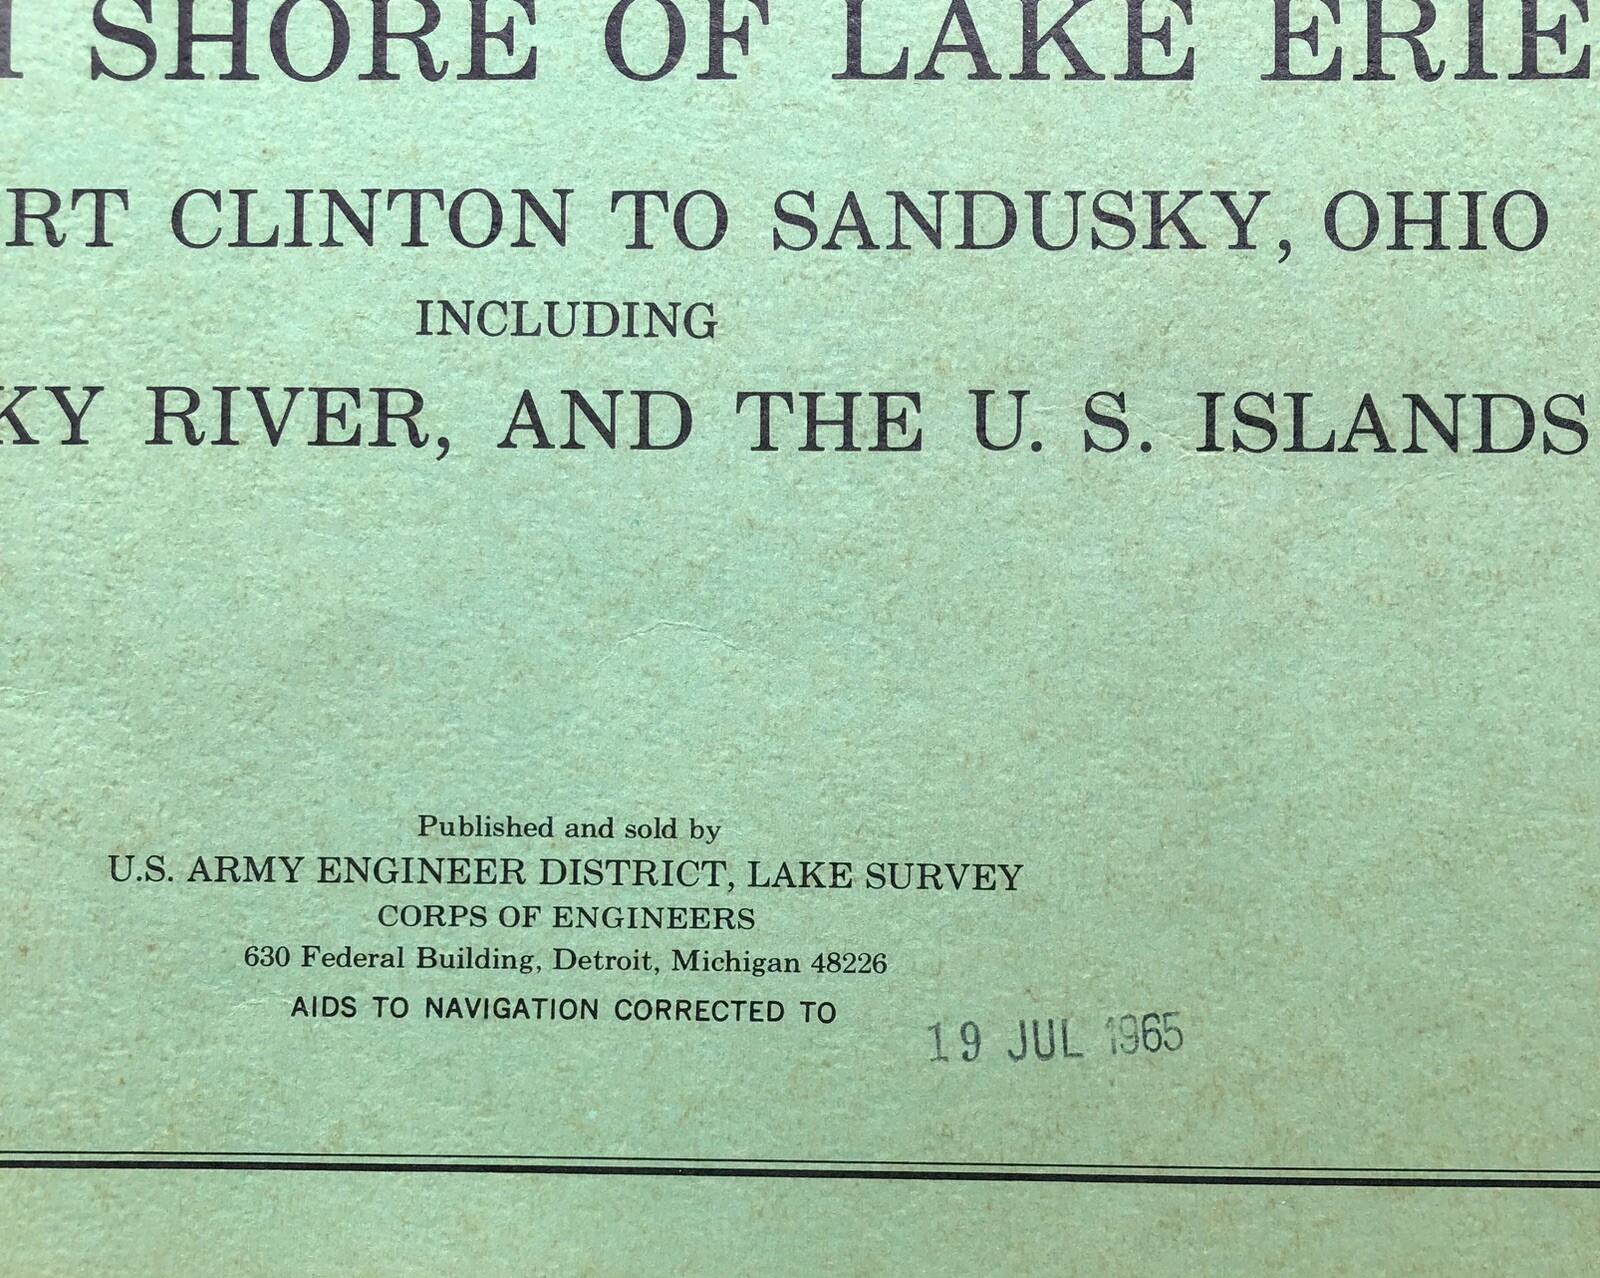 SHORE OF LAKE ERIE
RT CLINTON TO SANDUSKY, OHIO
INCLUDING
KY RIVER, AND THE U. S. ISLANDS
Published and sold by
U.S. ARMY ENGINEER DISTRICT, LAKE SURVEY
CORPS OF ENGINEERS
630 Federal Building, Detroit, Michigan 48226
AIDS TO NAVIGATION CORRECTED TO
19 JUL 1965